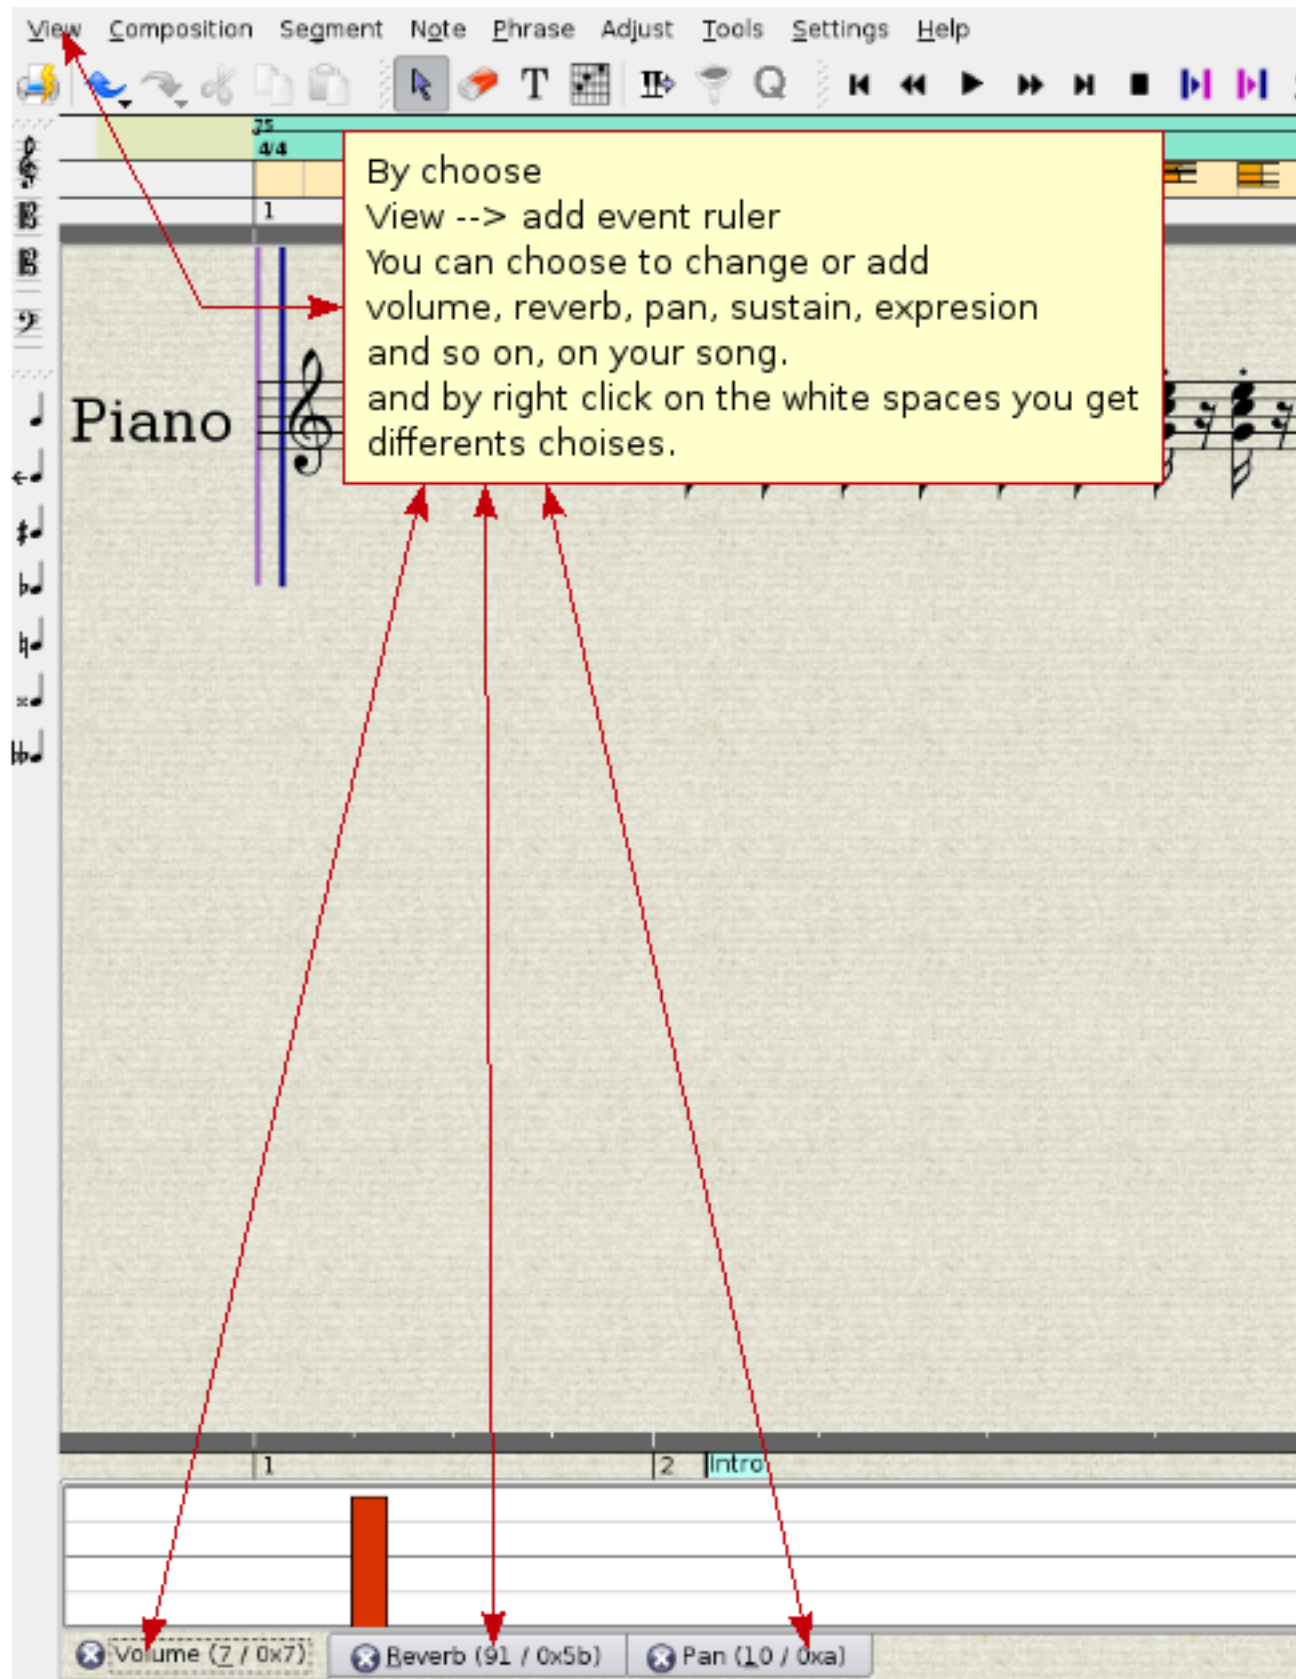 View Composition Segment Note Phrase Adjust Tools Settings Help
T Q
4/4
1
By choose
View --> add event ruler
You can choose to change or add
volume, reverb, pan, sustain, expresion
and so on, on your song.
and by right click on the white spaces you get
differents choises.
Piano
1 2 Intro
Volume (7 / 0x7) Reverb (91 / 0x5b) Pan (10 / 0xa)